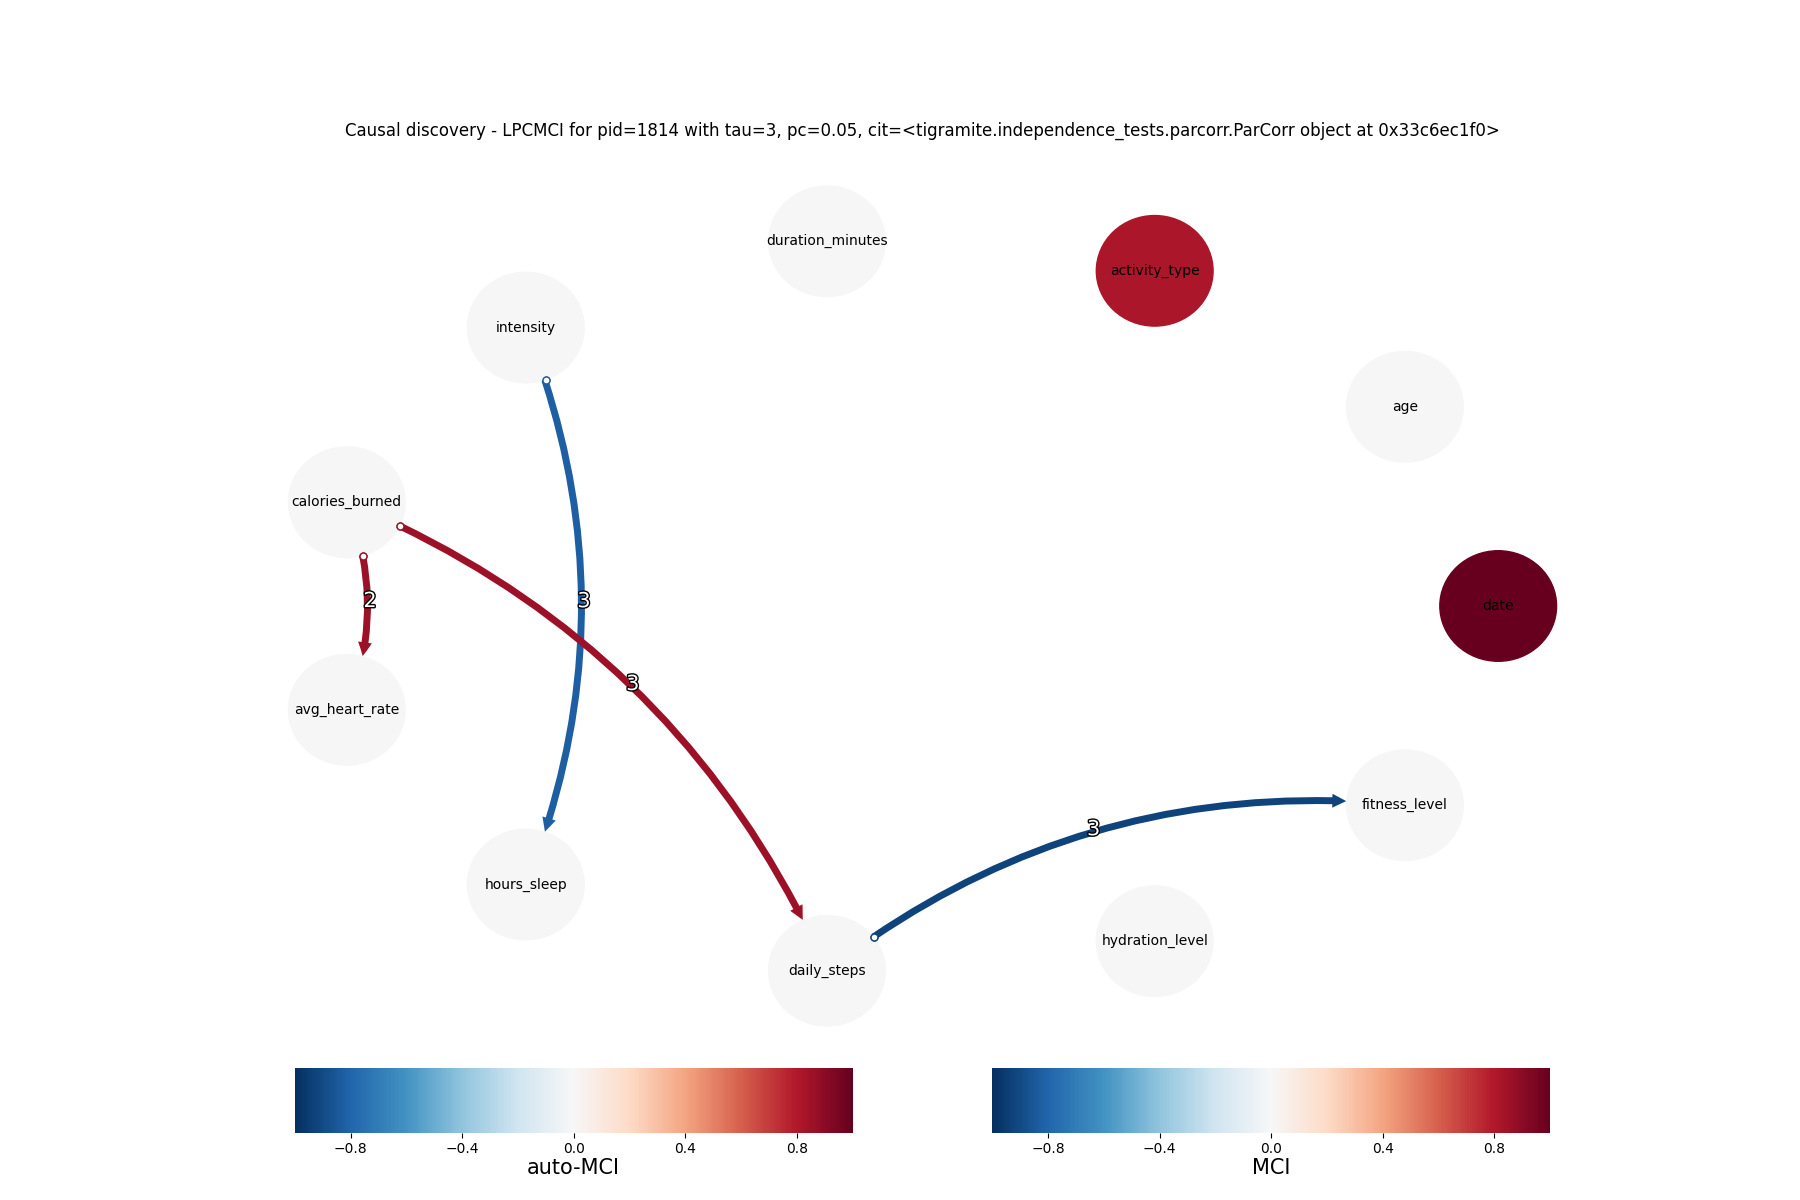 Causal discovery - LPCMCI for pid=1814 with tau=3, pc=0.05, cit=<tigramite.independence_tests.parcorr.ParCorr object at 0x33c6ec1f0>
duration_minutes
activity_type
intensity
age
calories_burned
2
3
date
3
avg_heart_rate
fitness_level
3
hours_sleep
hydration_level
daily_steps
−0.8 −0.4 0.0 0.4 0.8
auto-MCI
−0.8 −0.4 0.0 0.4 0.8
MCI